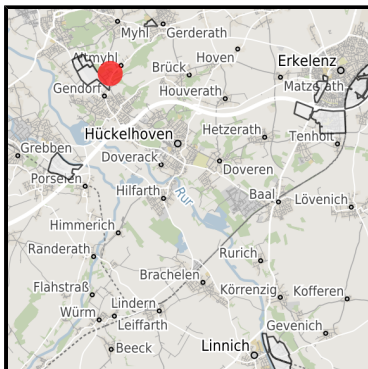 Myhl
Gerderath
Hoven
Erkelenz
Brück
Gendorf
Houverath
Hückelhoven
Hetzerath
Tenholt
Grebben
Doverack
Doveren
Porselen
Hilfarth
Rur
Baal
Lövenich
Himmerich
Randerath
Rurich
Brachelen
Flahstraß
Körrenzig
Kofferen
Lindern
Würm
Leiffarth
Gevenich
Beeck
Linnich